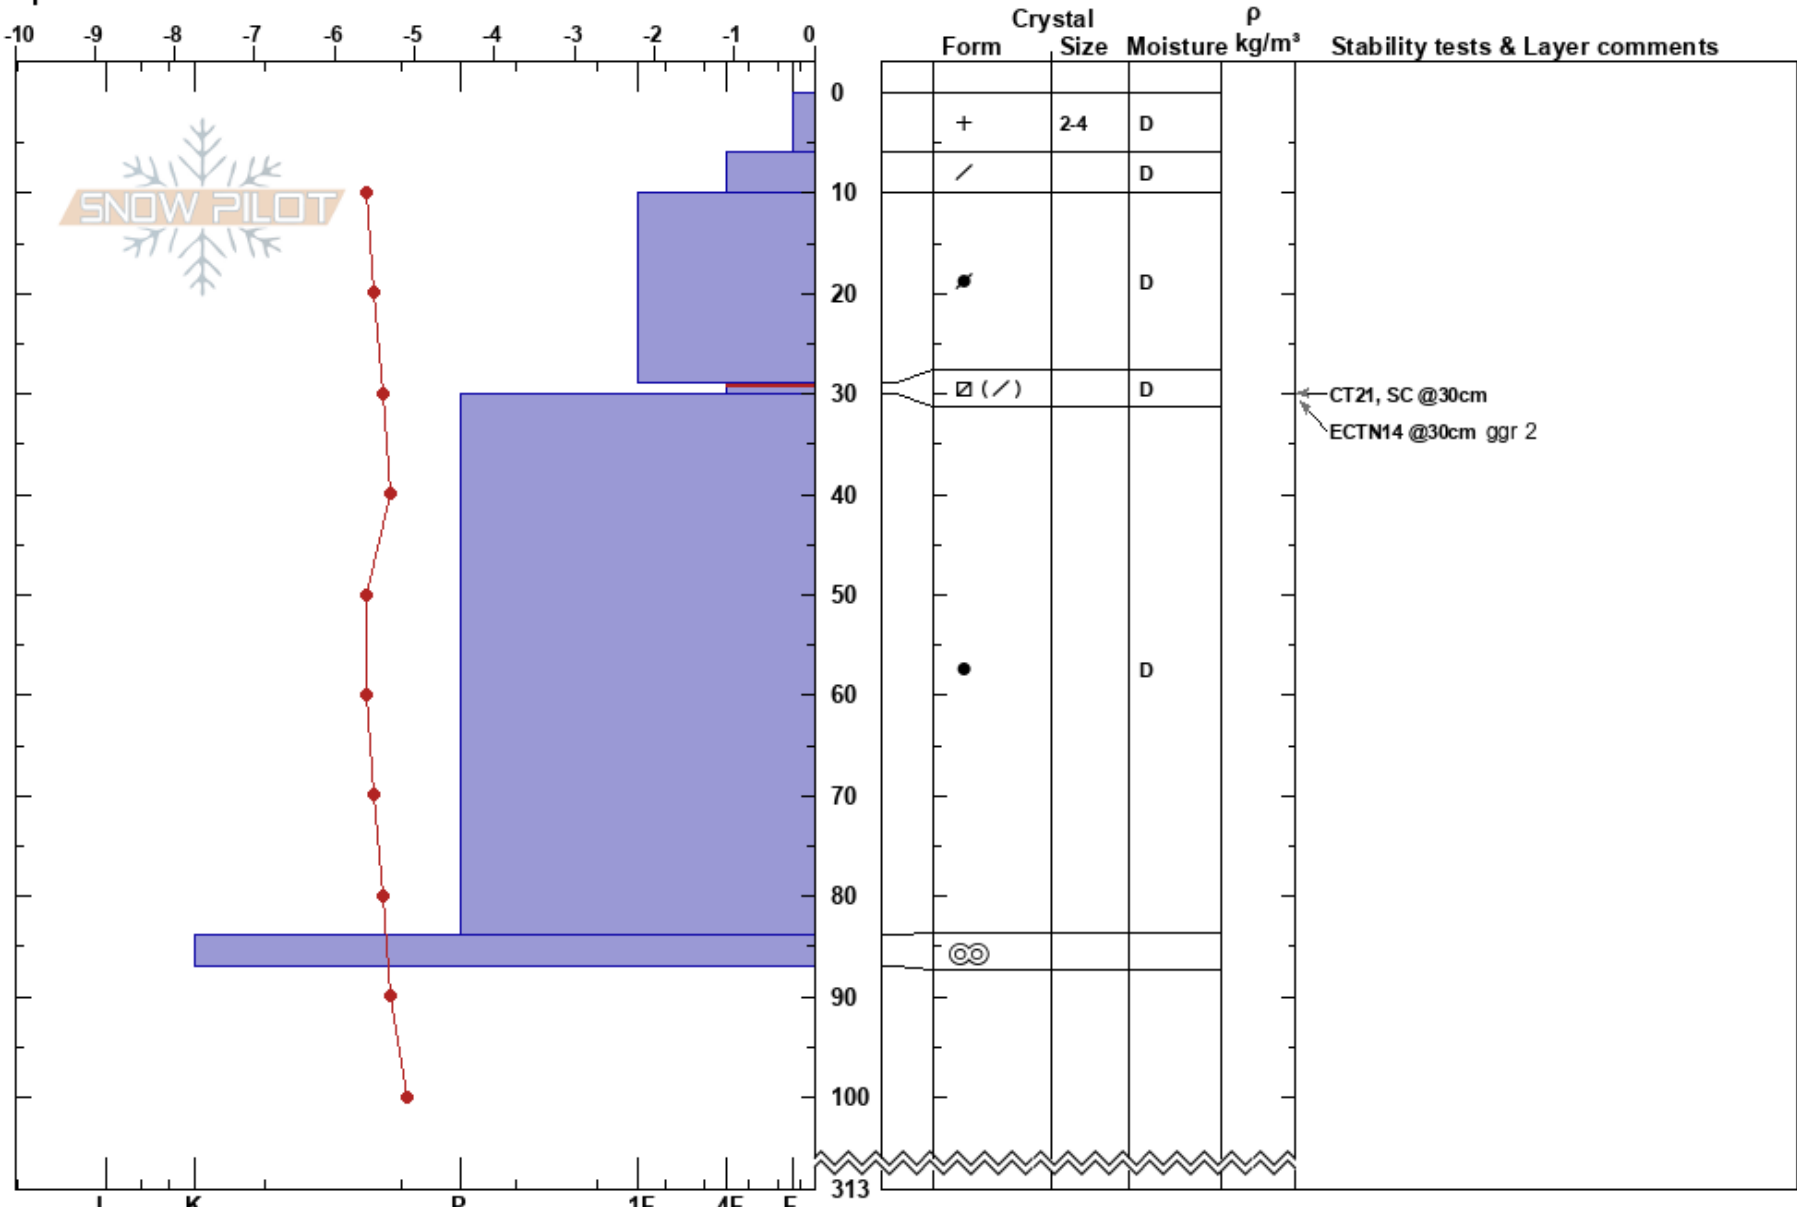 Crystal ρ
-10 -9 -8 -7 -6 -5 -4 -3 -2 -1 0 Form Size Moisture kg/m³ Stability tests & Layer comments
0
+ 2-4 D
/ D
10
SNOW PILOT
D
20
30 (/) D
CT21, SC @30cm
ECTN14 @30cm ggr 2
40
50
60
D
70
80
90
100
313
I K P 1F 4F F